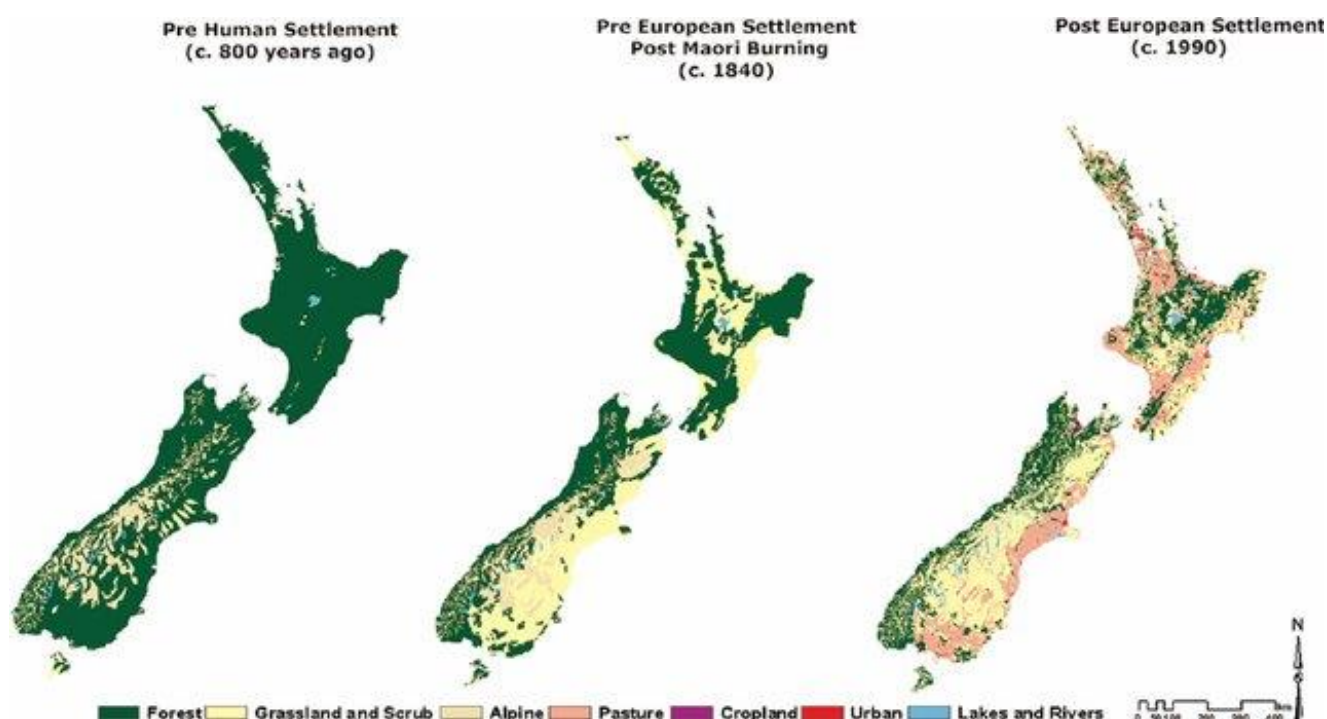 Pre Human Settlement
(c. 800 years ago)
Pre European Settlement
Post Maori Burning
(c. 1840)
Post European Settlement
(c. 1990)
N
Forest Grassland and Scrub Alpine Pasture Cropland Urban Lakes and Rivers
km